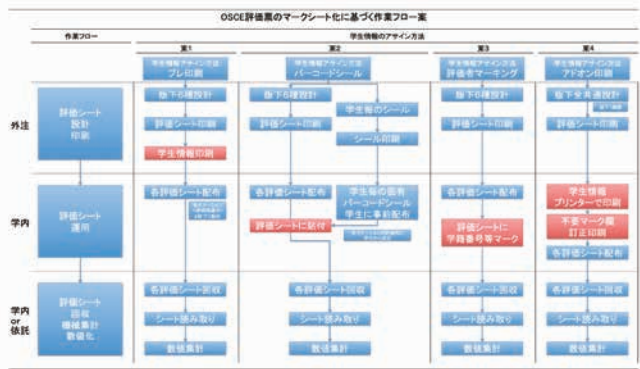 OSCE評価票のマークシート化に基づく作業フロー案
作業フロー
学生情報のアサイン方法
案1
案2
案3
案4
学生情報アサイン方法
プレ印刷
学生情報アサイン方法
バーコードシール
学生情報アサイン方法
評価者マーキング
学生情報アサイン方法
アドオン印刷
外注
評価シート
設計
印刷
版下6種設計
評価シート印刷
学生情報印刷
版下6種設計
評価シート印刷
学生毎のシール
シール印刷
版下6種設計
評価シート印刷
版下全共通設計
評価シート印刷
学内
評価シート
運用
各評価シート配布
各評価シート配布
評価シートに貼付
学生毎の固有
バーコードシール
学生に事前配布
各評価シート配布
評価シートに
学籍番号等マーク
学生情報
プリンターで印刷
不要マーク欄
訂正印刷
各評価シート配布
学内
or
依託
評価シート
回収
機械集計
数値化
各評価シート回収
シート読み取り
数値集計
各評価シート回収
シート読み取り
数値集計
各評価シート回収
シート読み取り
数値集計
各評価シート回収
シート読み取り
数値集計